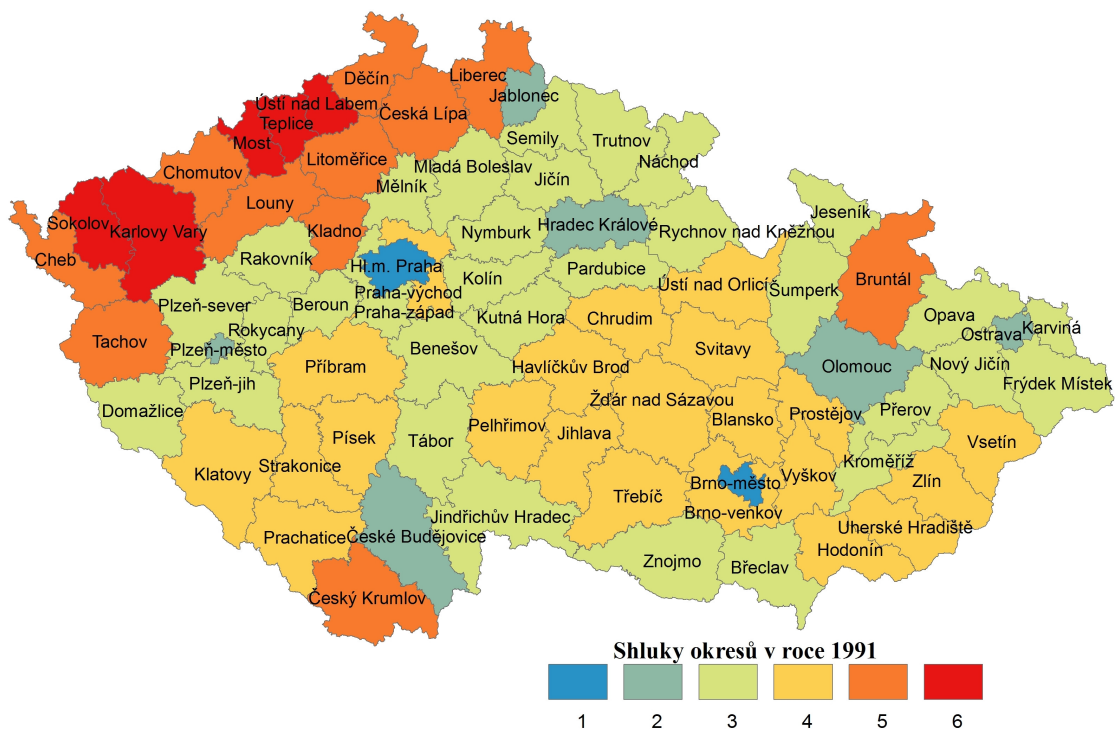 Děčín
Liberec
Jablonec
Ústí nad Labem
Česká Lípa
Teplice
Most
Semily
Trutnov
Litoměřice
Náchod
Chomutov
Mladá Boleslav
Mělník
Jičín
Louny
Jeseník
Sokolov
Karlovy Vary
Kladno
Nymburk
Hradec Králové
Rychnov nad Kněžnou
Cheb
Rakovník
Hl.m. Praha
Kolín
Pardubice
Bruntál
Ústí nad Orlicí
Šumperk
Praha-východ
Plzeň-sever
Beroun
Praha-západ
Kutná Hora
Chrudim
Opava
Karviná
Rokycany
Ostrava
Tachov
Plzeň-město
Benešov
Svitavy
Příbram
Havlíčkův Brod
Olomouc
Nový Jičín
Plzeň-jih
Frýdek Místek
Žďár nad Sázavou
Domažlice
Přerov
Prostějov
Blansko
Pelhřimov
Jihlava
Písek
Tábor
Vsetín
Klatovy
Strakonice
Kroměříž
Vyškov
Zlín
Brno-město
Třebíč
Brno-venkov
Jindřichův Hradec
Uherské Hradiště
Prachatice
České Budějovice
Hodonín
Znojmo
Břeclav
Český Krumlov
Shluky okresů v roce 1991
1 2 3 4 5 6